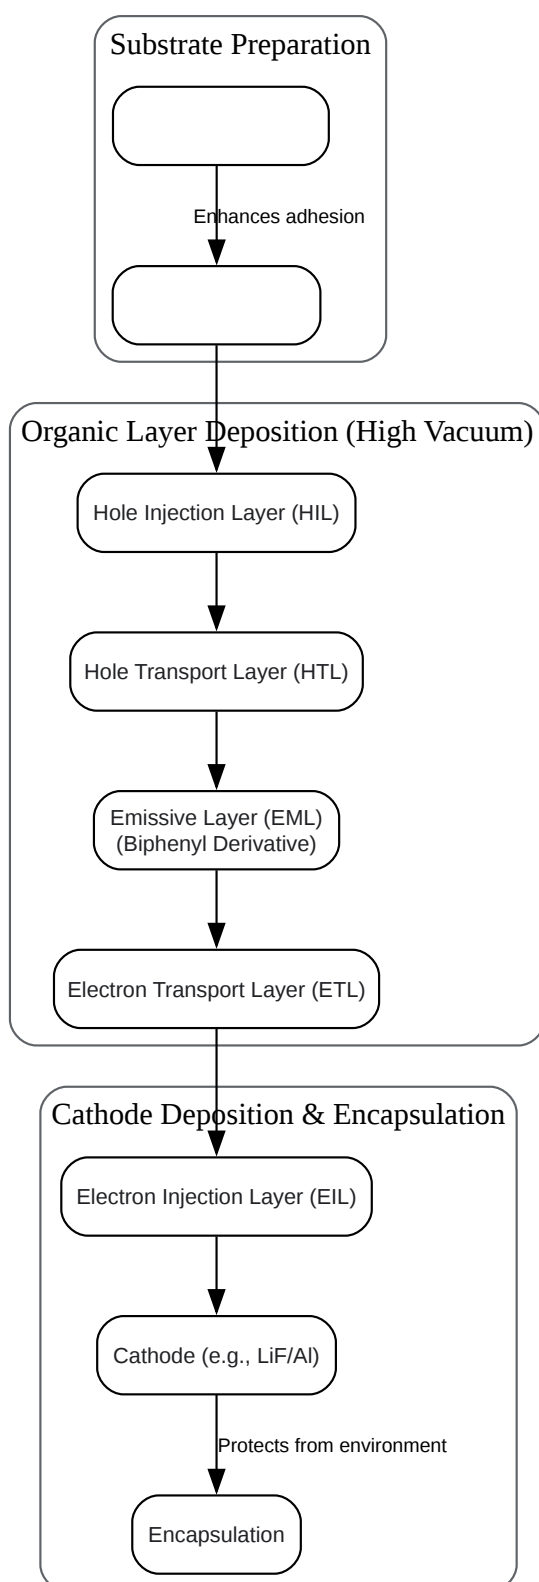 Substrate Preparation
Enhances adhesion
Organic Layer Deposition (High Vacuum)
Hole Injection Layer (HIL)
Hole Transport Layer (HTL)
Emissive Layer (EML)
(Biphenyl Derivative)
Electron Transport Layer (ETL)
Cathode Deposition & Encapsulation
Electron Injection Layer (EIL)
Cathode (e.g., LiF/Al)
Protects from environment
Encapsulation